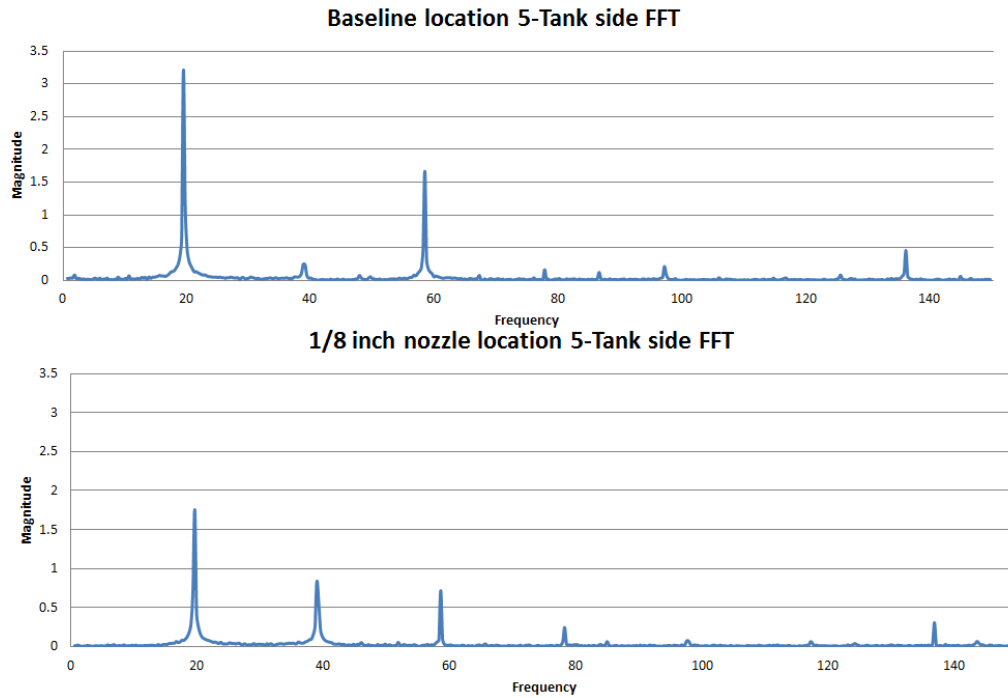 Baseline location 5-Tank side FFT
3.5
3
2.5
2
1.5
1
0.5
0
Magnitude
0 20 40 60 80 100 120 140
Frequency
1/8 inch nozzle location 5-Tank side FFT
3.5
3
2.5
2
1.5
1
0.5
0
Magnitude
0 20 40 60 80 100 120 140
Frequency